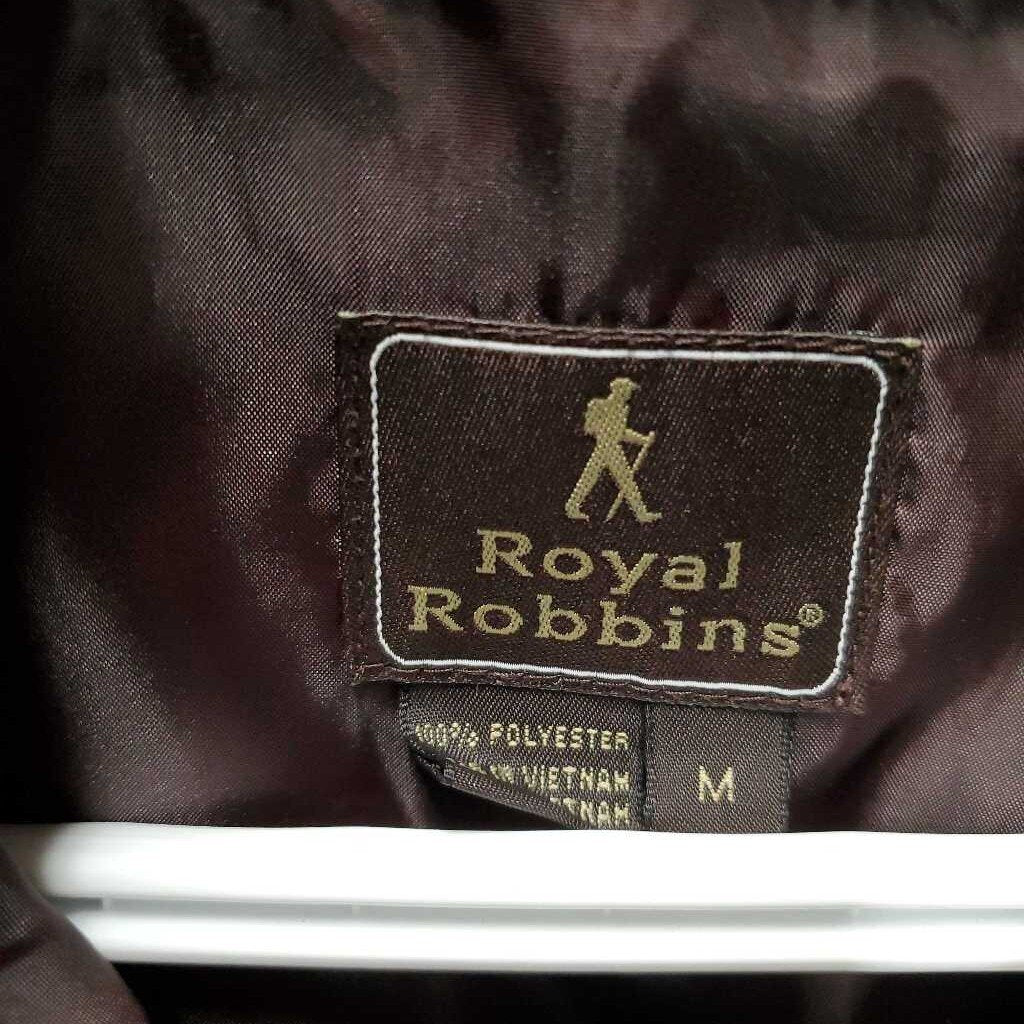 Royal
Robbins®
100% POLYESTER
VIETNAM
M